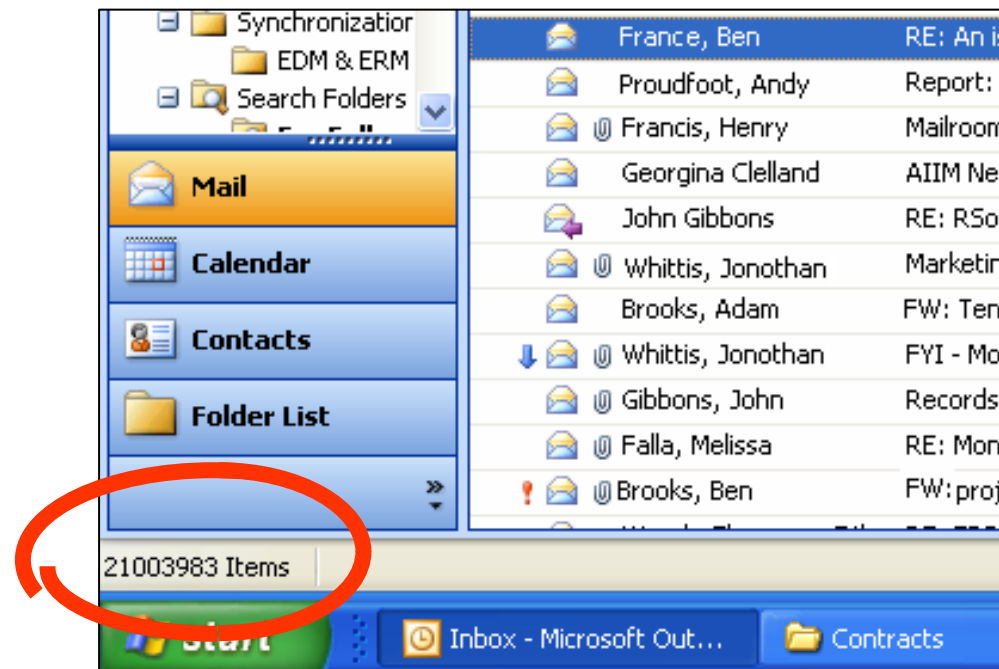 Synchronization
EDM & ERM
Search Folders
Mail
Calendar
Contacts
Folder List
France, Ben RE: An is
Proudfoot, Andy Report:
Francis, Henry Mailroom
Georgina Clelland AIIM Ne
John Gibbons RE: RSo
Whittis, Jonothan Marketin
Brooks, Adam FW: Ten
Whittis, Jonothan FYI - Mo
Gibbons, John Records
Falla, Melissa RE: Mon
Brooks, Ben FW: proj
21003983 Items
start
Inbox - Microsoft Out...
Contracts